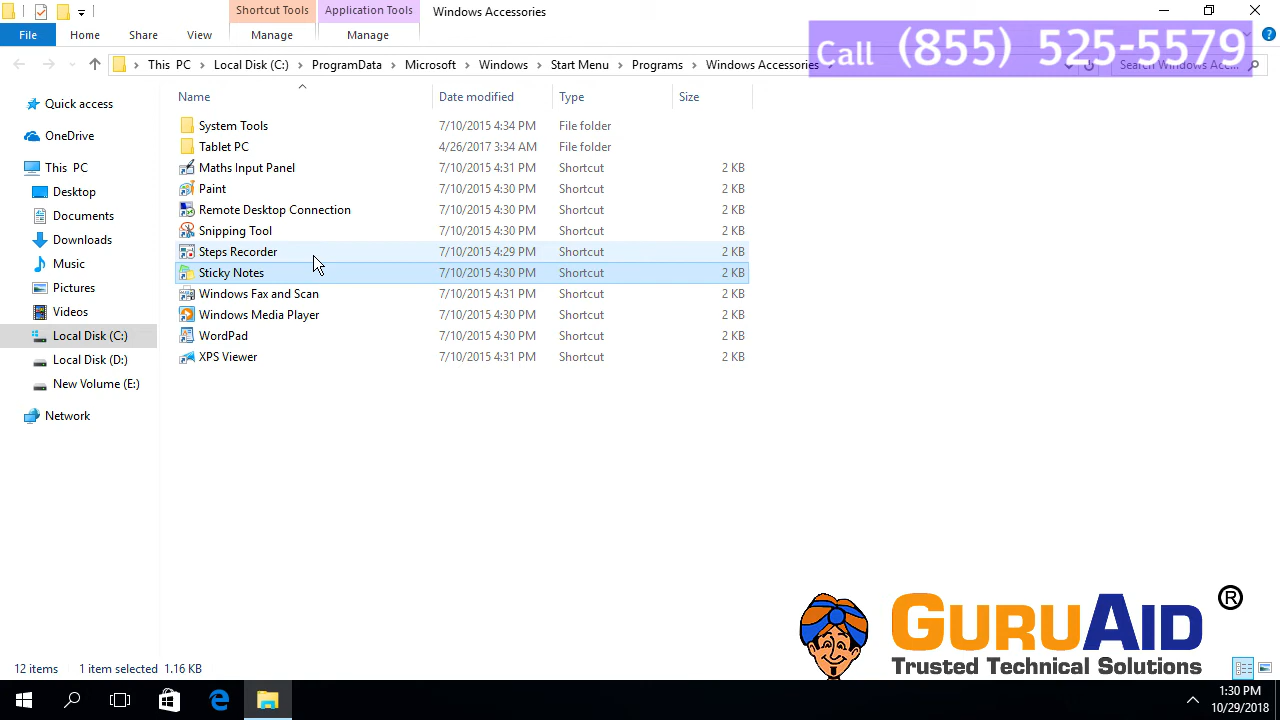 Shortcut Tools Application Tools Windows Accessories
File Home Share View Manage Manage
Call (855) 525-5579
This PC Local Disk (C:) ProgramData Microsoft Windows Start Menu Programs Windows Accessories Search Windows Acc...
Name Date modified Type Size
Quick access
OneDrive
This PC
Desktop
Documents
Downloads
Music
Pictures
Videos
Local Disk (C:)
Local Disk (D:)
New Volume (E:)
Network
System Tools 7/10/2015 4:34 PM File folder
Tablet PC 4/26/2017 3:34 AM File folder
Maths Input Panel 7/10/2015 4:31 PM Shortcut 2 KB
Paint 7/10/2015 4:30 PM Shortcut 2 KB
Remote Desktop Connection 7/10/2015 4:30 PM Shortcut 2 KB
Snipping Tool 7/10/2015 4:30 PM Shortcut 2 KB
Steps Recorder 7/10/2015 4:29 PM Shortcut 2 KB
Sticky Notes 7/10/2015 4:30 PM Shortcut 2 KB
Windows Fax and Scan 7/10/2015 4:31 PM Shortcut 2 KB
Windows Media Player 7/10/2015 4:30 PM Shortcut 2 KB
WordPad 7/10/2015 4:30 PM Shortcut 2 KB
XPS Viewer 7/10/2015 4:31 PM Shortcut 2 KB
GURUAID ®
Trusted Technical Solutions
12 items 1 item selected 1.16 KB
1:30 PM
10/29/2018